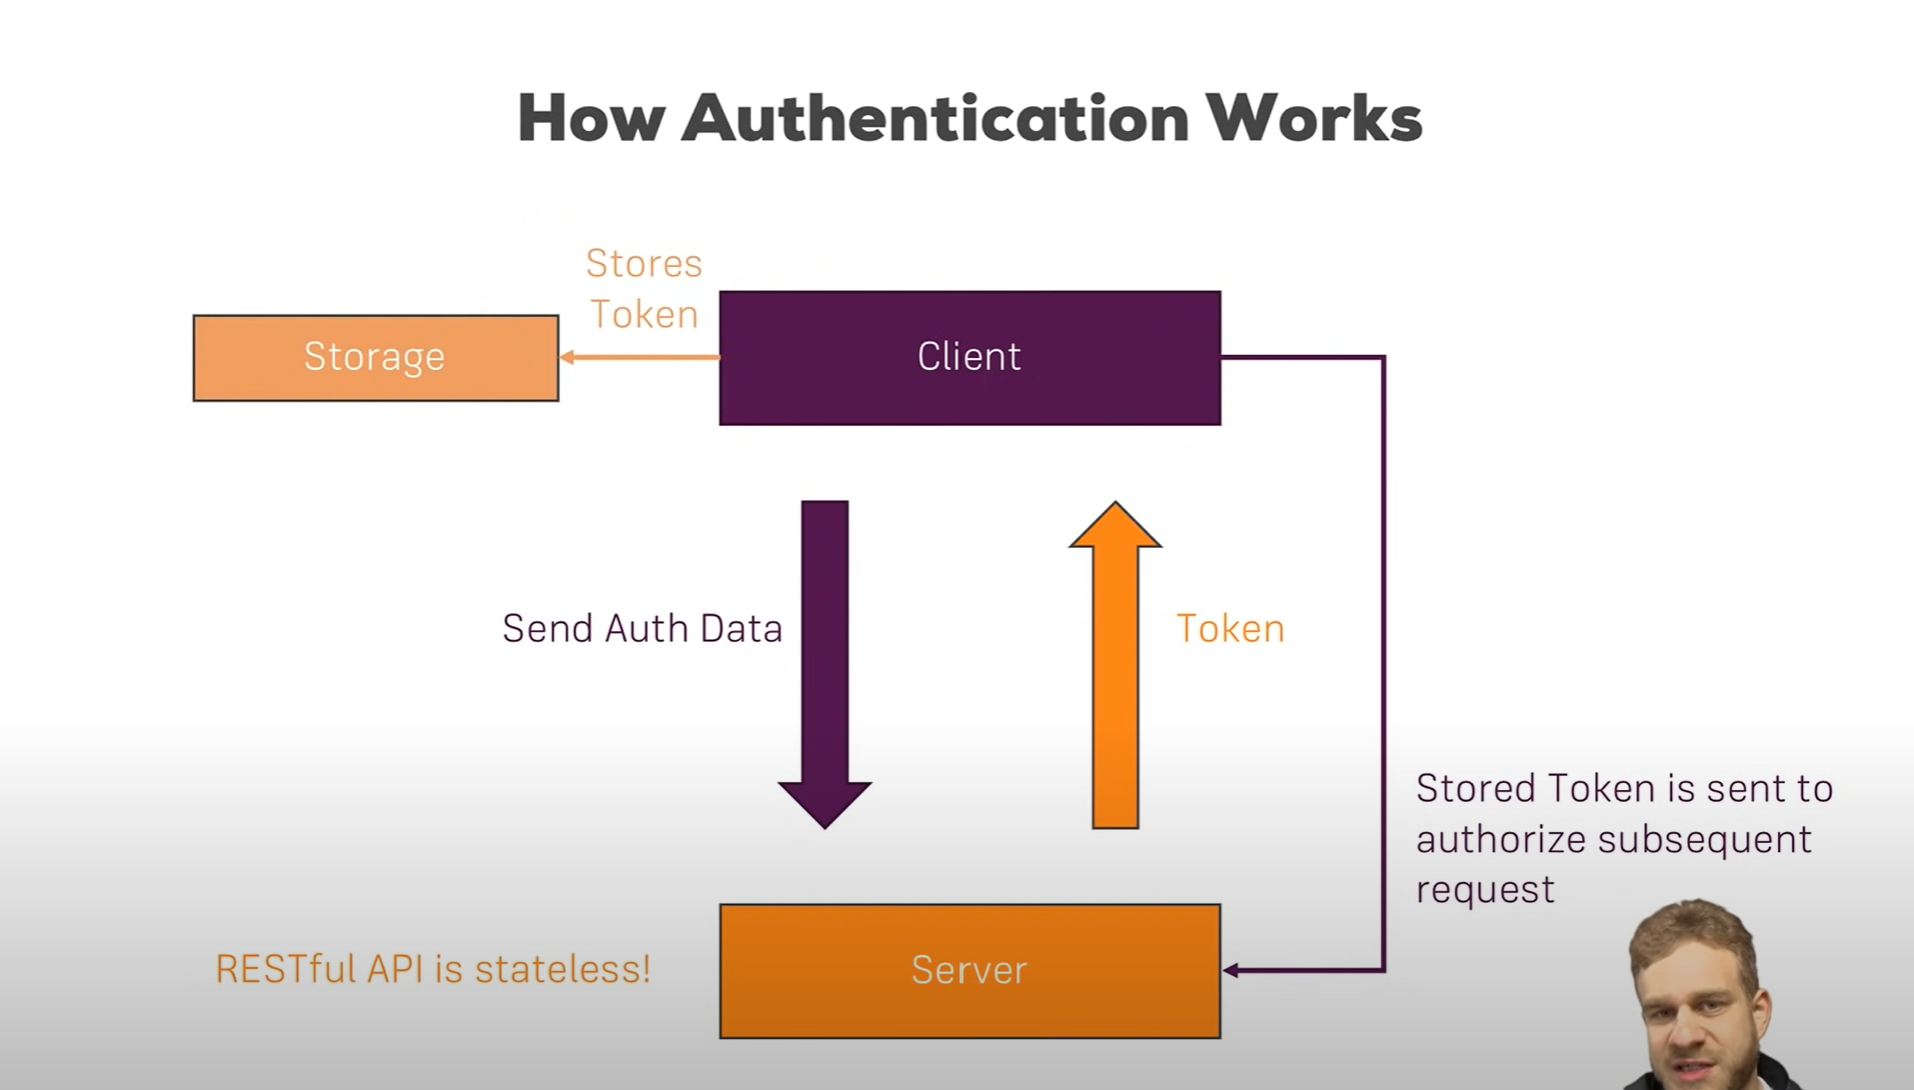 How Authentication Works
Stores
Token
Storage
Client
Send Auth Data
Token
Stored Token is sent to
authorize subsequent
request
RESTful API is stateless!
Server